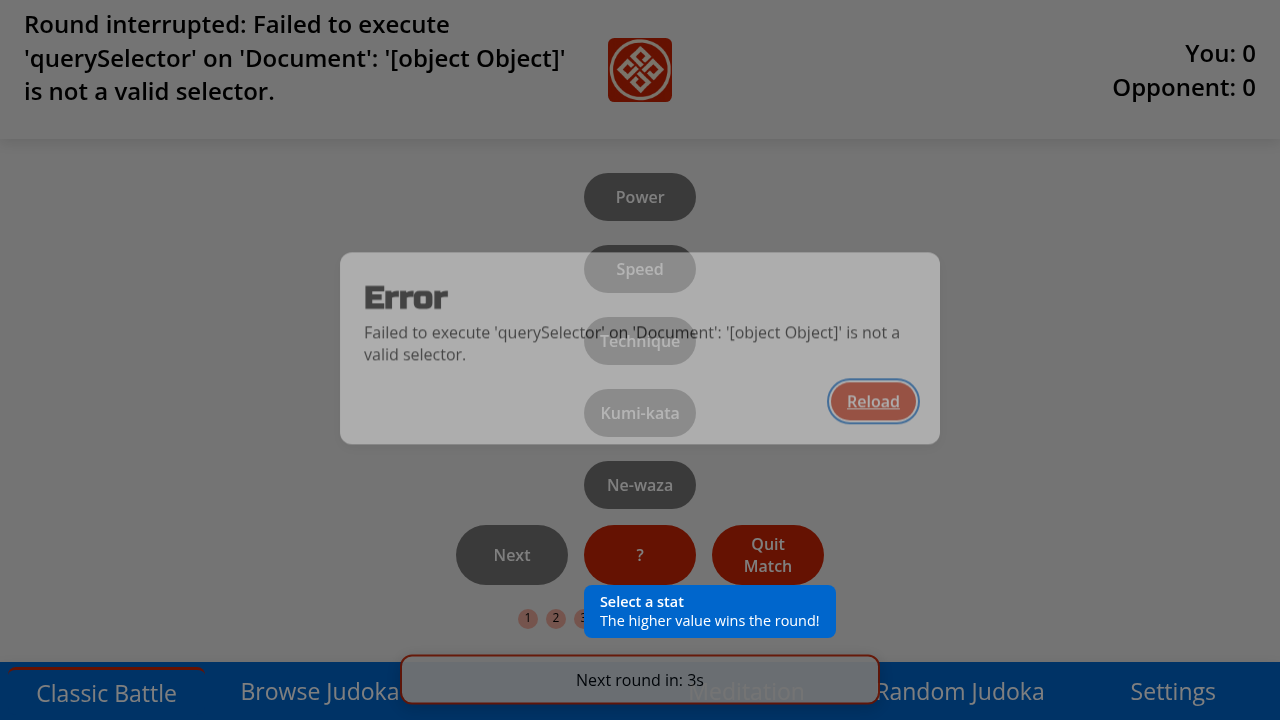 Round interrupted: Failed to execute
'querySelector' on 'Document': '[object Object]'
is not a valid selector.
You: 0
Opponent: 0
Power
Speed
Error
Failed to execute 'querySelector' on 'Document': '[object Object]' is not a
valid selector.
Technique
Reload
Kumi-kata
Ne-waza
Next
?
Quit
Match
Select a stat
The higher value wins the round!
1
2
3
Next round in: 3s
Classic Battle
Browse Judoka
Meditation
Random Judoka
Settings